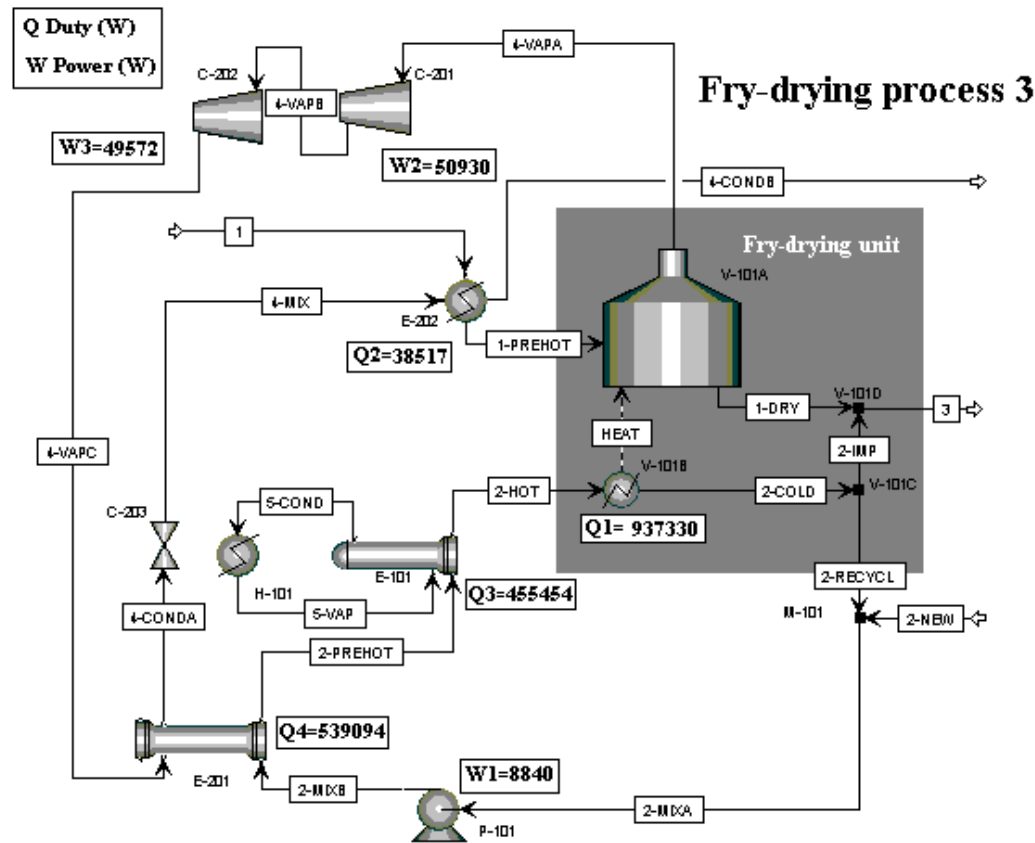 Q Duty (W)
W Power (W)
4-VAPA
C-202
C-201
Fry-drying process 3
4-VAPB
W3=49572
W2=50930
4-CONDB
1
Fry-drying unit
V-101A
4-MIX
E-202
1-PREHOT
Q2=38517
V-101D
1-DRY
3
HEAT
2-IMP
4-VAPC
V-101B
5-COND
2-HOT
2-COLD
V-101C
C-203
Q1= 937330
E-101
H-101
Q3=455454
2-RECYCL
5-VAP
4-CONDA
M-101
2-NEW
2-PREHOT
Q4=539094
W1=8840
E-201
2-MIXB
2-MIXA
P-101